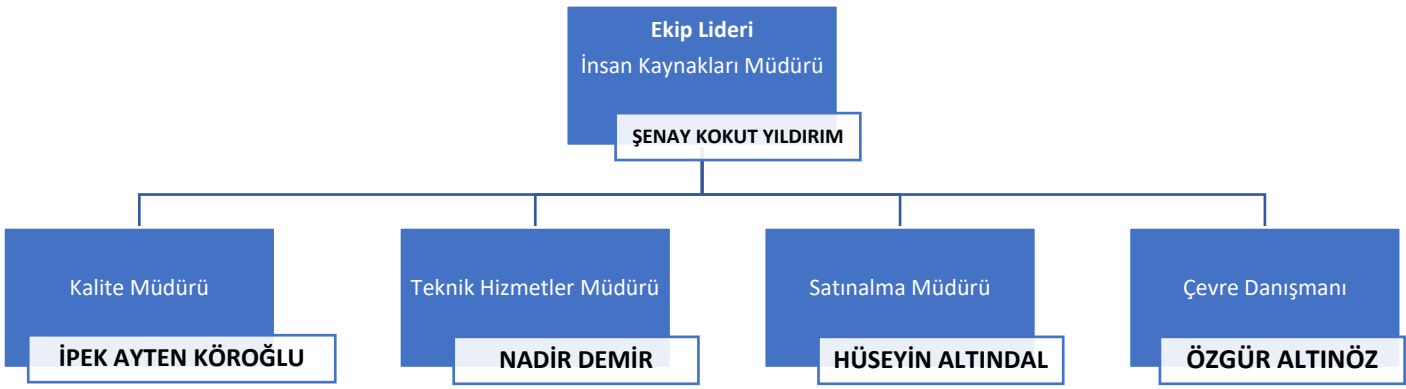 Ekip Lideri
İnsan Kaynakları Müdürü
ŞENAY KOKUT YILDIRIM
Kalite Müdürü
İPEK AYTEN KÖROĞLU
Teknik Hizmetler Müdürü
NADİR DEMİR
Satınalma Müdürü
HÜSEYİN ALTINDAL
Çevre Danışmanı
ÖZGÜR ALTINÖZ